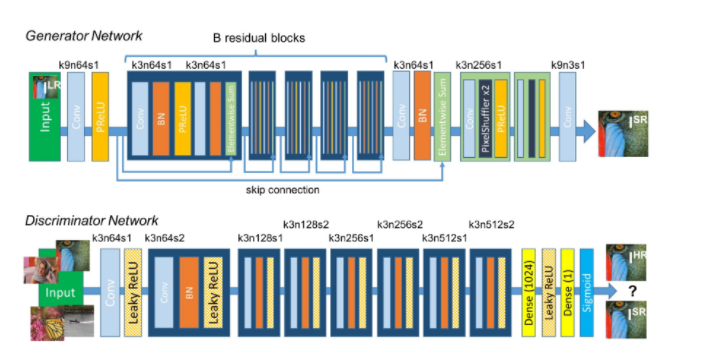 Generator Network
B residual blocks
k9n64s1
k3n64s1 k3n64s1
k3n64s1
k3n256s1
k9n3s1
Input
I LR
Conv
PReLU
Conv
BN
PReLU
Elementwise Sum
Conv
BN
Elementwise Sum
Conv
PixelShuffler x2
PReLU
Conv
I SR
skip connection
Discriminator Network
k3n64s1
k3n64s2
k3n128s1
k3n128s2
k3n256s1
k3n256s2
k3n512s1
k3n512s2
Input
Conv
Leaky ReLU
Conv
BN
Leaky ReLU
Dense (1024)
Leaky ReLU
Dense (1)
Sigmoid
I HR
?
I SR